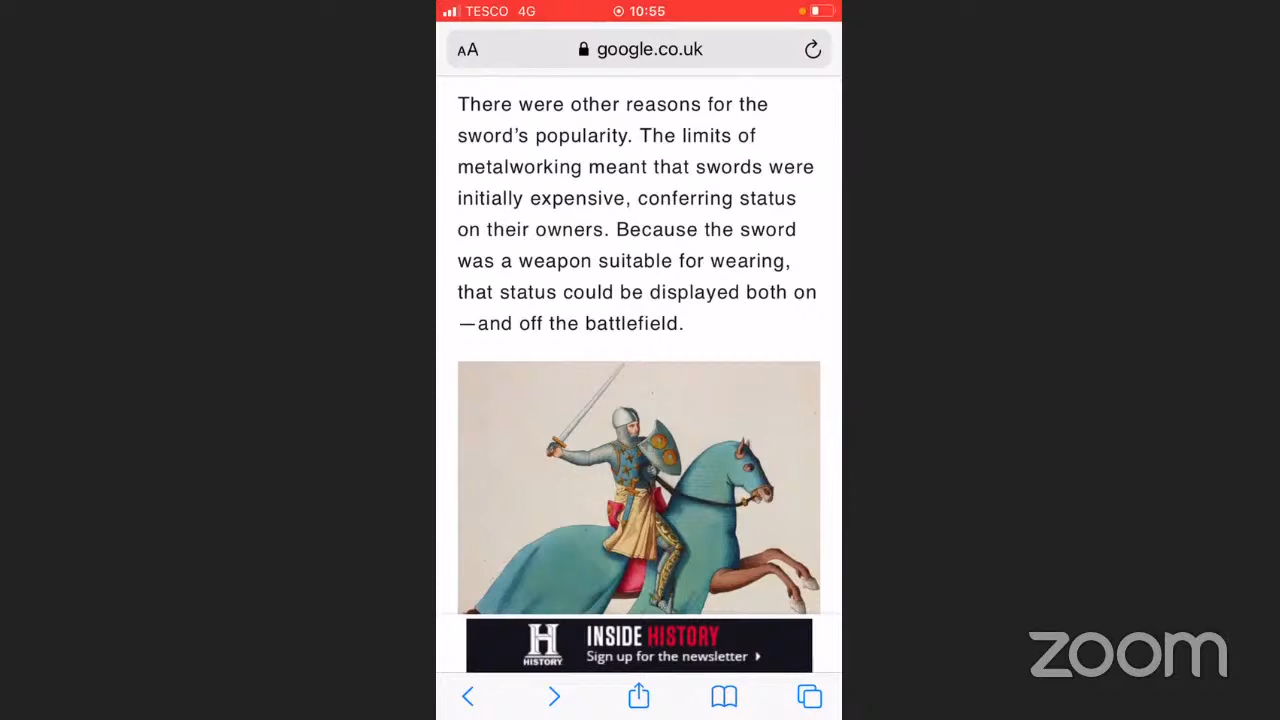 TESCO 4G 10:55
AA google.co.uk
There were other reasons for the
sword’s popularity. The limits of
metalworking meant that swords were
initially expensive, conferring status
on their owners. Because the sword
was a weapon suitable for wearing,
that status could be displayed both on
—and off the battlefield.
H
HISTORY
INSIDE HISTORY
Sign up for the newsletter
zoom